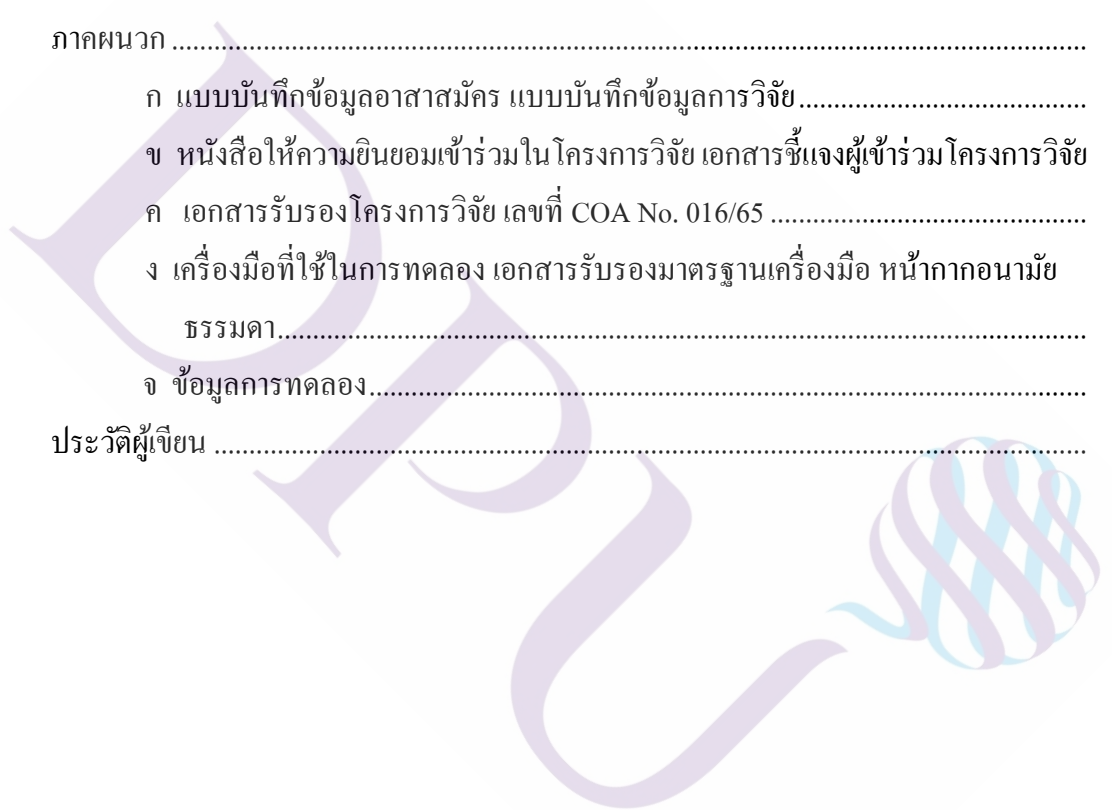 ภาคผนวก ........................................................................................................
ก แบบบันทึกข้อมูลอาสาสมัคร แบบบันทึกข้อมูลการวิจัย................................
ข หนังสือให้ความยินยอมเข้าร่วมในโครงการวิจัย เอกสารชี้แจงผู้เข้าร่วมโครงการวิจัย
ค เอกสารรับรองโครงการวิจัย เลขที่ COA No. 016/65 ....................................
ง เครื่องมือที่ใช้ในการทดลอง เอกสารรับรองมาตรฐานเครื่องมือ หน้ากากอนามัย
ธรรมดา............................................................................................
จ ข้อมูลการทดลอง..................................................................................
ประวัติผู้เขียน ...................................................................................................
DPU